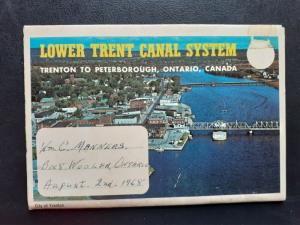 LOWER TRENT CANAL SYSTEM
TRENTON TO PETERBOROUGH, ONTARIO, CANADA
Wm C. Manners.
Box Wooler, Ontario
August. 2nd. 1968
City of Trenton